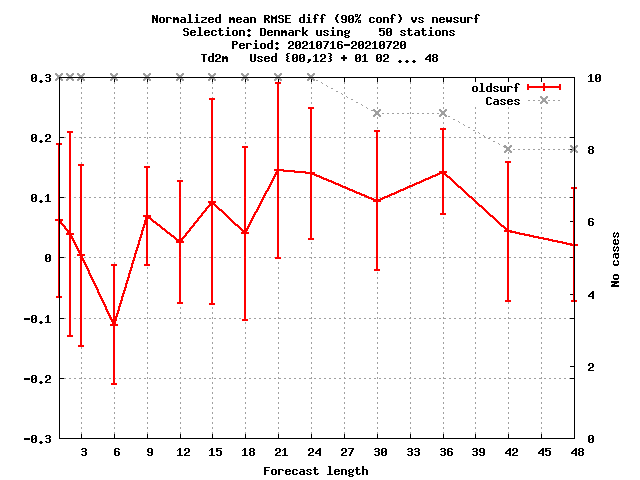 Normalized mean RMSE diff (90% conf) vs newsurf
Selection: Denmark using    50 stations
Period: 20210716-20210720
Td2m   Used {00,12} + 01 02 ... 48
oldsurf
Cases
0.3
0.2
0.1
0
-0.1
-0.2
-0.3
10
8
6
4
2
0
No cases
3 6 9 12 15 18 21 24 27 30 33 36 39 42 45 48
Forecast length